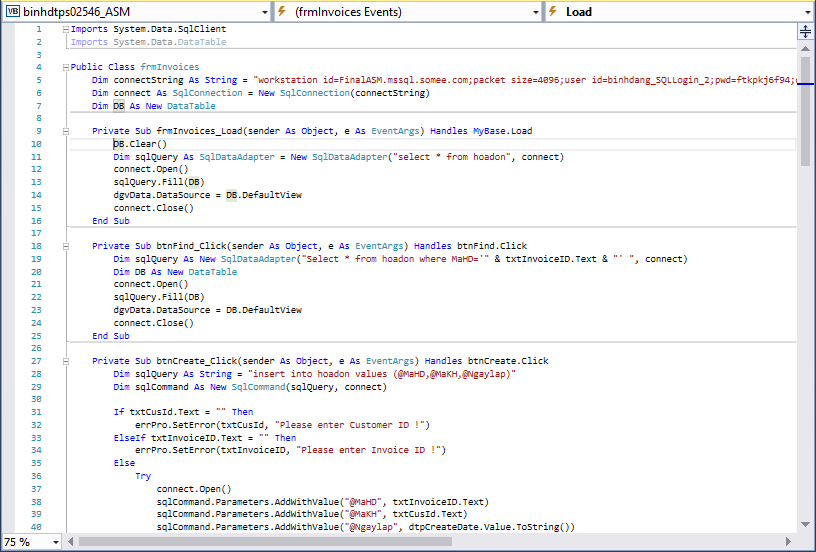 VB binhdtps02546_ASM (frmInvoices Events) Load
1 Imports System.Data.SqlClient
2 Imports System.Data.DataTable
3
4 Public Class frmInvoices
5 Dim connectString As String = "workstation id=FinalASM.mssql.somee.com;packet size=4096;user id=binhdang_SQLLogin_2;pwd=ftkpkj6f94;
6 Dim connect As SqlConnection = New SqlConnection(connectString)
7 Dim DB As New DataTable
8
9 Private Sub frmInvoices_Load(sender As Object, e As EventArgs) Handles MyBase.Load
10 DB.Clear()
11 Dim sqlQuery As SqlDataAdapter = New SqlDataAdapter("select * from hoadon", connect)
12 connect.Open()
13 sqlQuery.Fill(DB)
14 dgvData.DataSource = DB.DefaultView
15 connect.Close()
16 End Sub
17
18 Private Sub btnFind_Click(sender As Object, e As EventArgs) Handles btnFind.Click
19 Dim sqlQuery As New SqlDataAdapter("Select * from hoadon where MaHD='" & txtInvoiceID.Text & "' ", connect)
20 Dim DB As New DataTable
21 connect.Open()
22 sqlQuery.Fill(DB)
23 dgvData.DataSource = DB.DefaultView
24 connect.Close()
25 End Sub
26
27 Private Sub btnCreate_Click(sender As Object, e As EventArgs) Handles btnCreate.Click
28 Dim sqlQuery As String = "insert into hoadon values (@MaHD,@MaKH,@Ngaylap)"
29 Dim sqlCommand As New SqlCommand(sqlQuery, connect)
30
31 If txtCusId.Text = "" Then
32 errPro.SetError(txtCusId, "Please enter Customer ID !")
33 ElseIf txtInvoiceID.Text = "" Then
34 errPro.SetError(txtInvoiceID, "Please enter Invoice ID !")
35 Else
36 Try
37 connect.Open()
38 sqlCommand.Parameters.AddWithValue("@MaHD", txtInvoiceID.Text)
39 sqlCommand.Parameters.AddWithValue("@MaKH", txtCusId.Text)
40 sqlCommand.Parameters.AddWithValue("@Ngaylap", dtpCreateDate.Value.ToString())
75 %